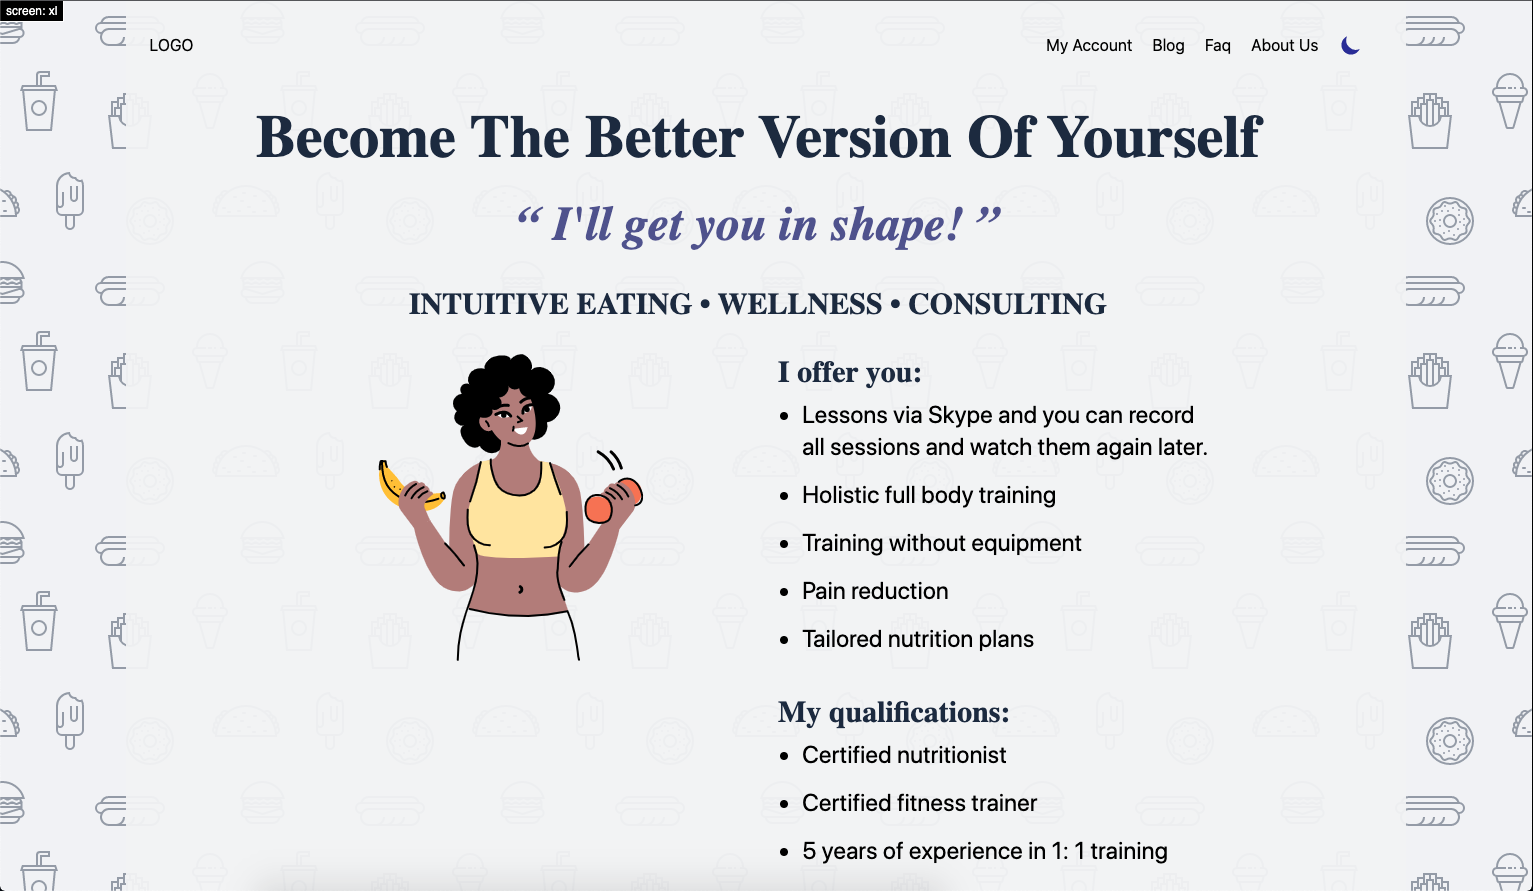 screen: xl
LOGO
My Account Blog Faq About Us
Become The Better Version Of Yourself
“ I'll get you in shape! ”
INTUITIVE EATING • WELLNESS • CONSULTING
I offer you:
• Lessons via Skype and you can record
all sessions and watch them again later.
• Holistic full body training
• Training without equipment
• Pain reduction
• Tailored nutrition plans
My qualifications:
• Certified nutritionist
• Certified fitness trainer
• 5 years of experience in 1: 1 training